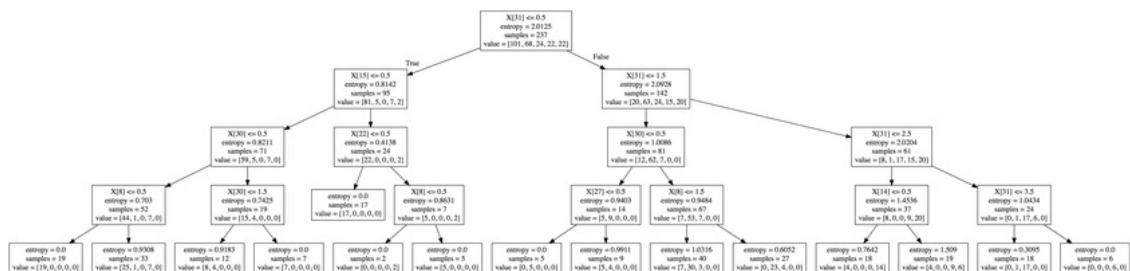 X[31] <= 0.5
entropy = 2.0125
samples = 237
value = [101, 68, 24, 22, 22]
True
False
X[15] <= 0.5
entropy = 0.8142
samples = 95
value = [81, 5, 0, 7, 2]
X[31] <= 1.5
entropy = 2.0928
samples = 142
value = [20, 63, 24, 15, 20]
X[30] <= 0.5
entropy = 0.8211
samples = 71
value = [59, 5, 0, 7, 0]
X[22] <= 0.5
entropy = 0.4138
samples = 24
value = [22, 0, 0, 0, 2]
X[30] <= 0.5
entropy = 1.0086
samples = 81
value = [12, 62, 7, 0, 0]
X[31] <= 2.5
entropy = 2.0204
samples = 61
value = [8, 1, 17, 15, 20]
X[8] <= 0.5
entropy = 0.703
samples = 52
value = [44, 1, 0, 7, 0]
X[30] <= 1.5
entropy = 0.7425
samples = 19
value = [15, 4, 0, 0, 0]
entropy = 0.0
samples = 17
value = [17, 0, 0, 0, 0]
X[8] <= 0.5
entropy = 0.8631
samples = 7
value = [5, 0, 0, 0, 2]
X[27] <= 0.5
entropy = 0.9403
samples = 14
value = [5, 9, 0, 0, 0]
X[8] <= 1.5
entropy = 0.9484
samples = 67
value = [7, 53, 7, 0, 0]
X[14] <= 0.5
entropy = 1.4536
samples = 37
value = [8, 0, 0, 9, 20]
X[31] <= 3.5
entropy = 1.0434
samples = 24
value = [0, 1, 17, 6, 0]
entropy = 0.0
samples = 19
value = [19, 0, 0, 0, 0]
entropy = 0.9308
samples = 33
value = [25, 1, 0, 7, 0]
entropy = 0.9183
samples = 12
value = [8, 4, 0, 0, 0]
entropy = 0.0
samples = 7
value = [7, 0, 0, 0, 0]
entropy = 0.0
samples = 2
value = [0, 0, 0, 0, 2]
entropy = 0.0
samples = 5
value = [5, 0, 0, 0, 0]
entropy = 0.0
samples = 5
value = [0, 5, 0, 0, 0]
entropy = 0.9911
samples = 9
value = [5, 4, 0, 0, 0]
entropy = 1.0316
samples = 40
value = [7, 30, 3, 0, 0]
entropy = 0.6052
samples = 27
value = [0, 23, 4, 0, 0]
entropy = 0.7642
samples = 18
value = [4, 0, 0, 0, 14]
entropy = 1.509
samples = 19
value = [4, 0, 0, 9, 6]
entropy = 0.3095
samples = 18
value = [0, 1, 17, 0, 0]
entropy = 0.0
samples = 6
value = [0, 0, 0, 6, 0]